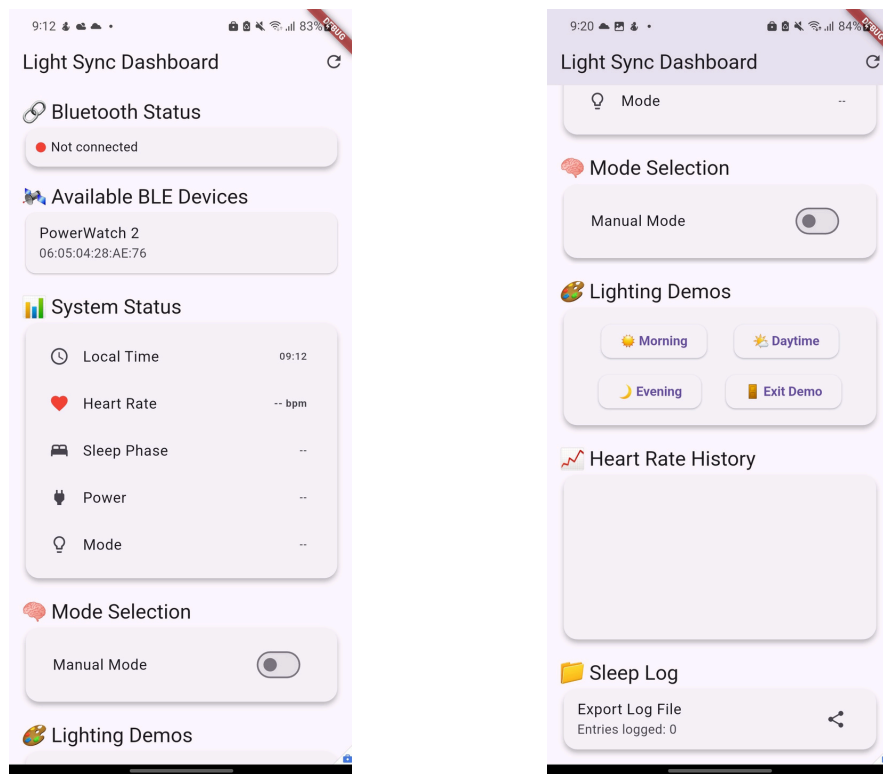 9:12
83%
DEBUG
Light Sync Dashboard
Bluetooth Status
Not connected
Available BLE Devices
PowerWatch 2
06:05:04:28:AE:76
System Status
Local Time 09:12
Heart Rate -- bpm
Sleep Phase --
Power --
Mode --
Mode Selection
Manual Mode
Lighting Demos
9:20
84%
DEBUG
Light Sync Dashboard
Mode --
Mode Selection
Manual Mode
Lighting Demos
Morning Daytime
Evening Exit Demo
Heart Rate History
Sleep Log
Export Log File
Entries logged: 0